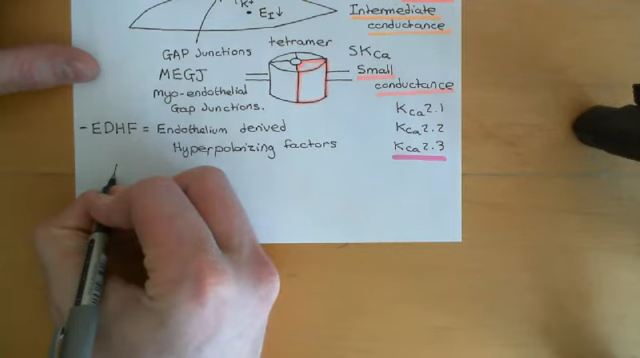 K+
EI↓
Intermediate
conductance
GAP Junctions
tetramer
SKCa
MEGJ
Small
myo-endothelial
conductance
Gap Junctions.
KCa2.1
-EDHF = Endothelium derived
KCa2.2
Hyperpolarizing factors
KCa2.3